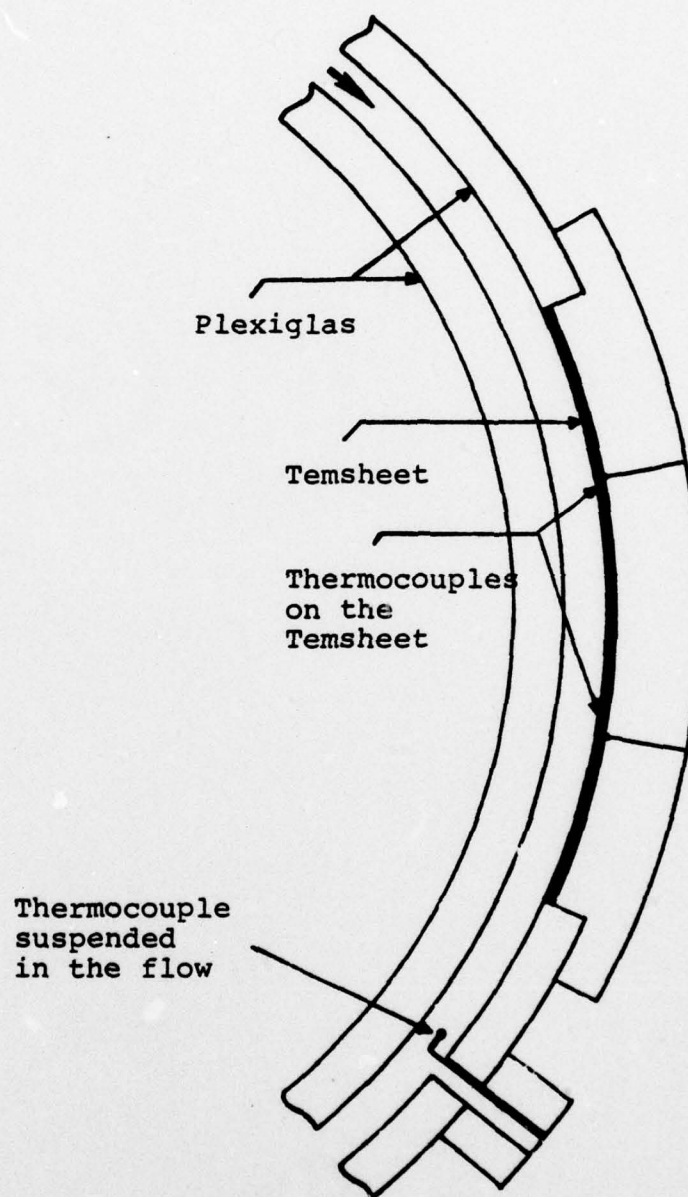 Plexiglas
Temsheet
Thermocouples
on the
Temsheet
Thermocouple
suspended
in the flow